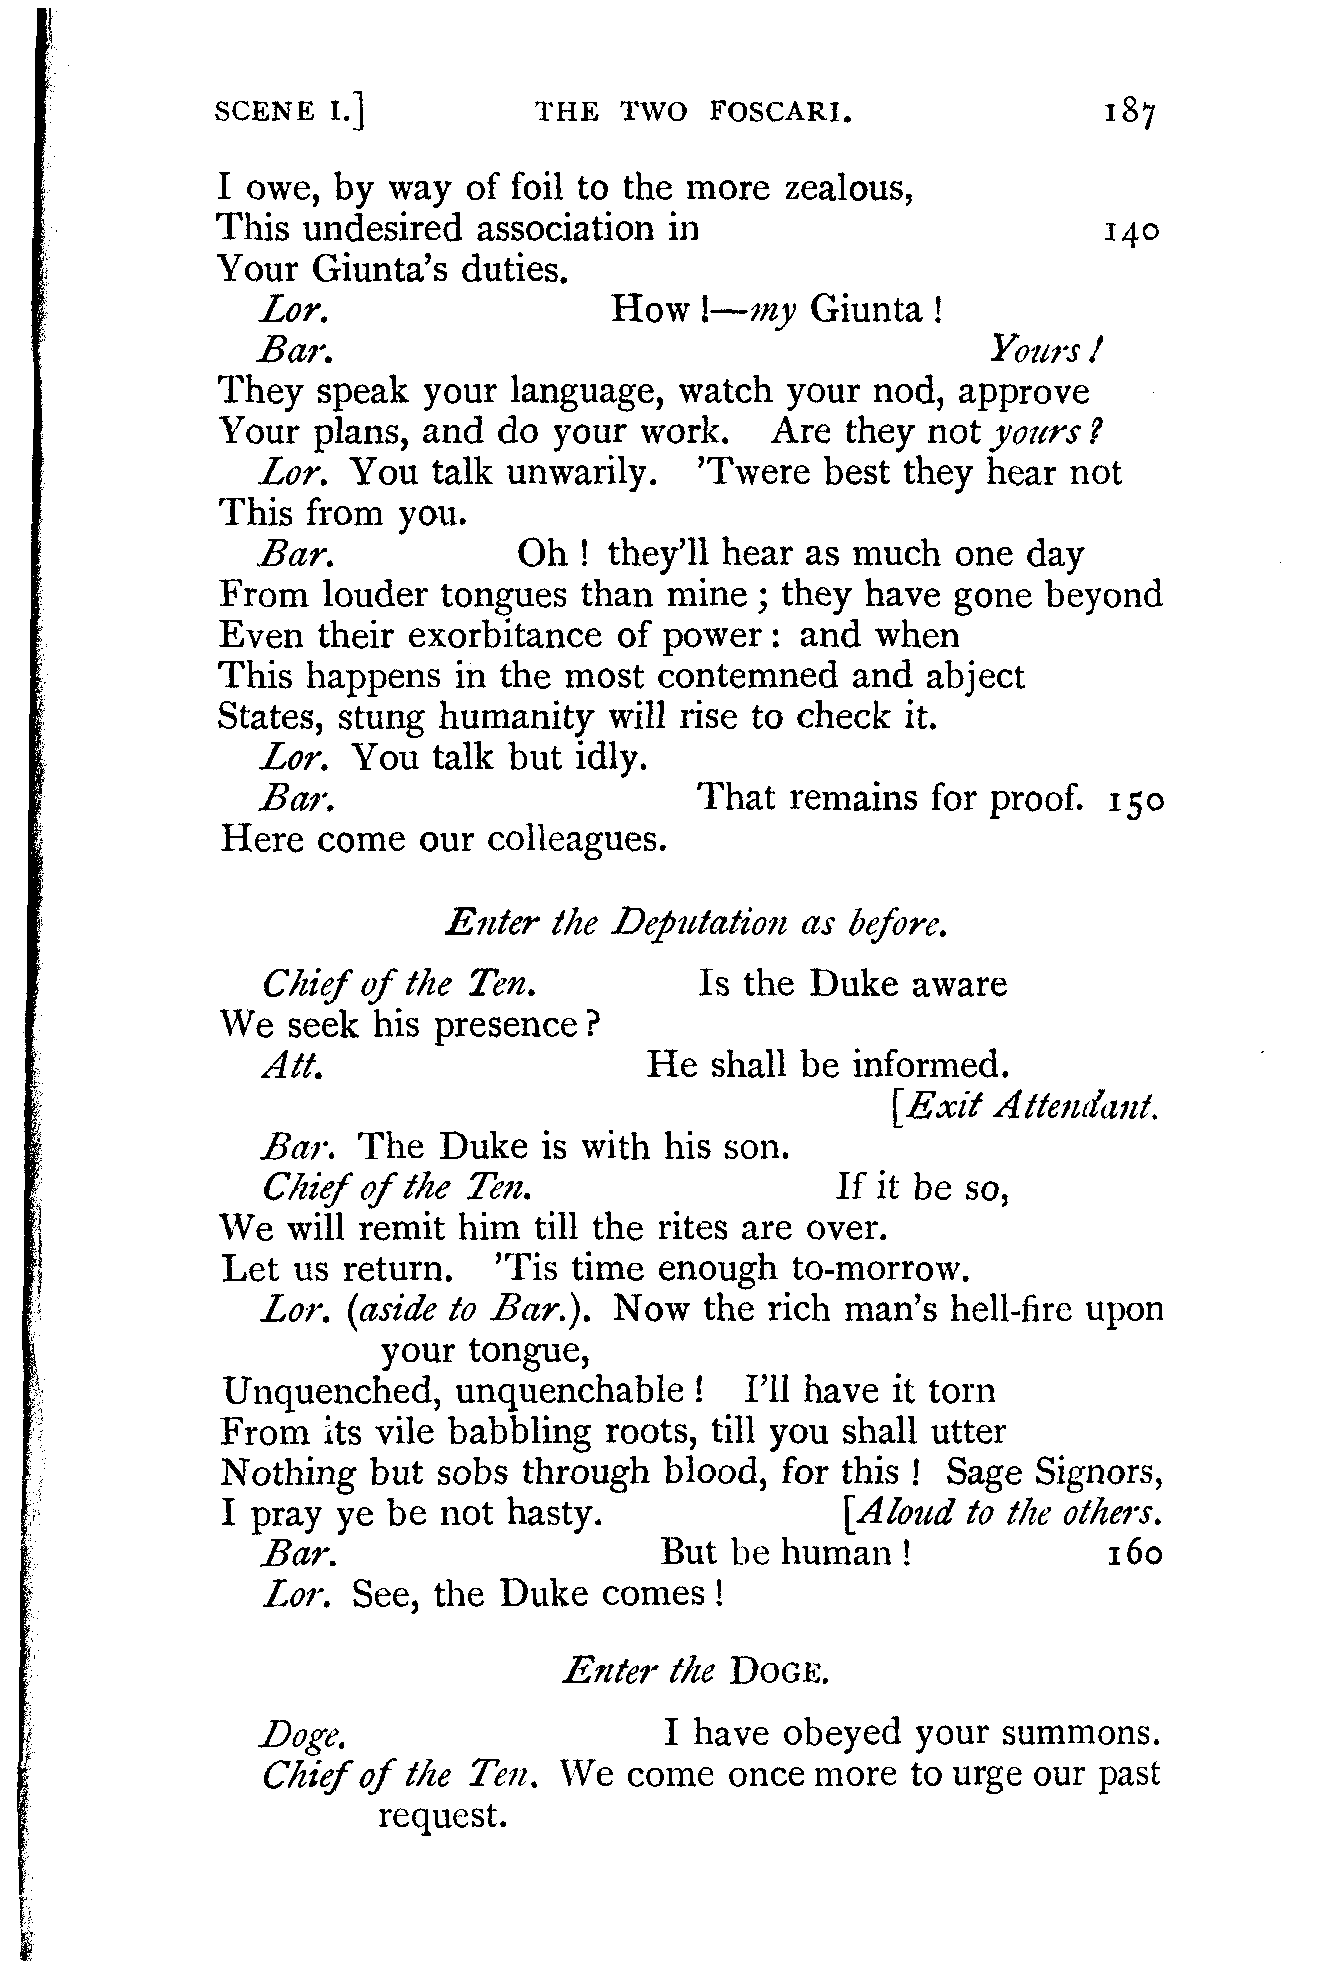 SCENE I.] THE TWO FOSCARI. 187
I owe, by way of foil to the more zealous,
This undesired association in 140
Your Giunta's duties.
Lor. How !—my Giunta !
Bar. Yours !
They speak your language, watch your nod, approve
Your plans, and do your work. Are they not yours ?
Lor. You talk unwarily. 'Twere best they hear not
This from you.
Bar. Oh ! they'll hear as much one day
From louder tongues than mine ; they have gone beyond
Even their exorbitance of power : and when
This happens in the most contemned and abject
States, stung humanity will rise to check it.
Lor. You talk but idly.
Bar. That remains for proof. 150
Here come our colleagues.
Enter the Deputation as before.
Chief of the Ten. Is the Duke aware
We seek his presence ?
Att. He shall be informed.
[Exit Attendant.
Bar. The Duke is with his son.
Chief of the Ten. If it be so,
We will remit him till the rites are over.
Let us return. 'Tis time enough to-morrow.
Lor. (aside to Bar.). Now the rich man's hell-fire upon
your tongue,
Unquenched, unquenchable ! I'll have it torn
From its vile babbling roots, till you shall utter
Nothing but sobs through blood, for this ! Sage Signors,
I pray ye be not hasty. [Aloud to the others.
Bar. But be human ! 160
Lor. See, the Duke comes !
Enter the DOGE.
Doge. I have obeyed your summons.
Chief of the Ten. We come once more to urge our past
request.